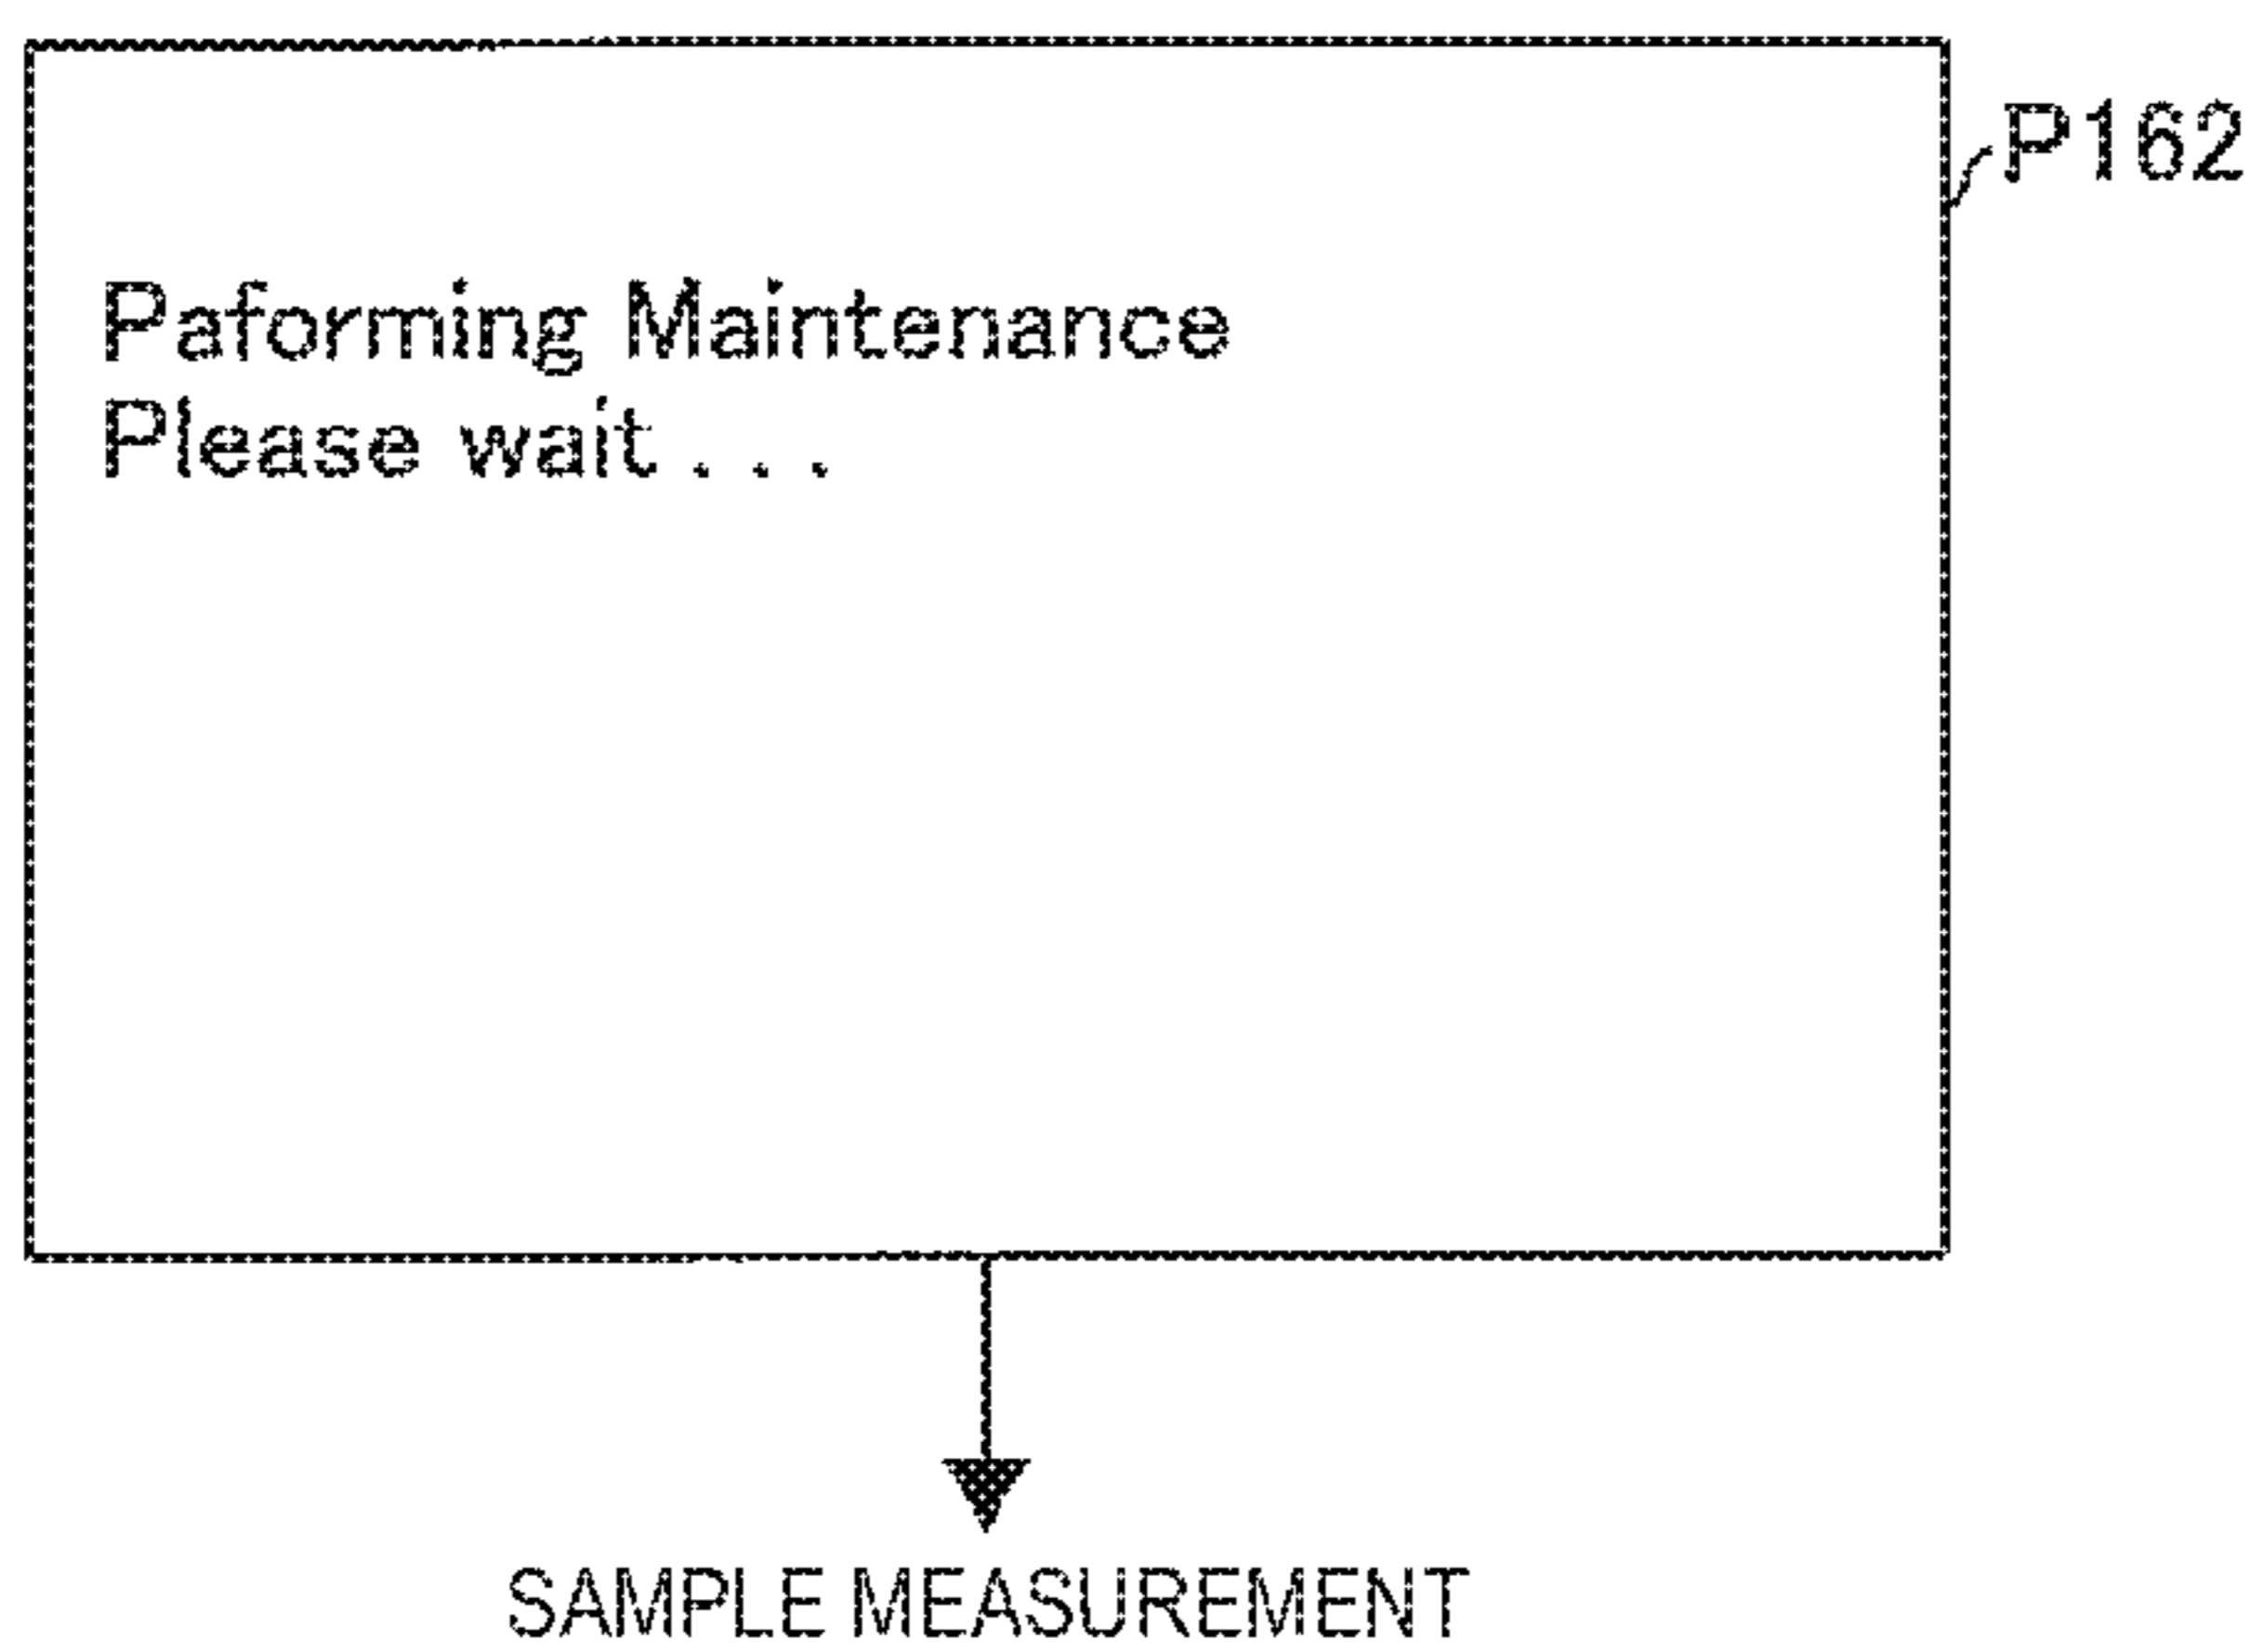 P162
Paforming Maintenance
Please wait . . .
SAMPLE MEASUREMENT